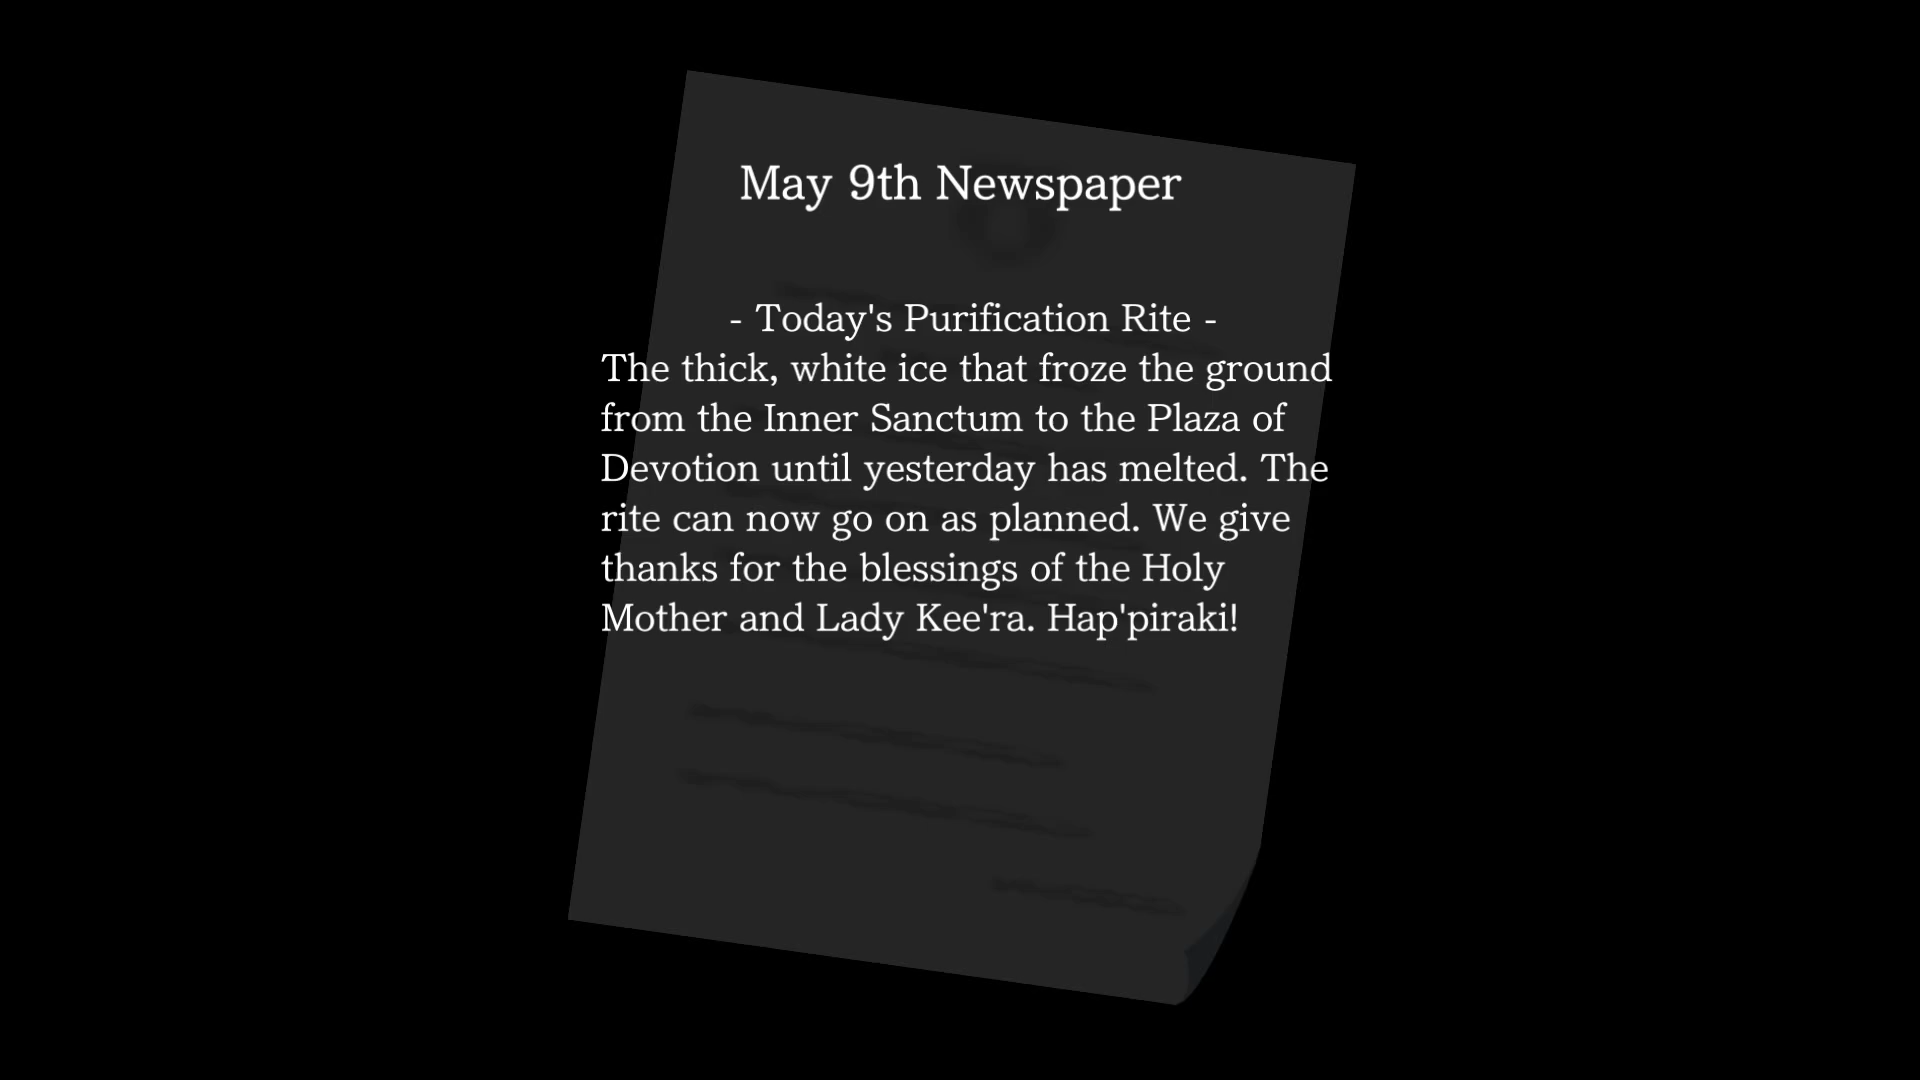 May 9th Newspaper
- Today's Purification Rite -
The thick, white ice that froze the ground
from the Inner Sanctum to the Plaza of
Devotion until yesterday has melted. The
rite can now go on as planned. We give
thanks for the blessings of the Holy
Mother and Lady Kee'ra. Hap'piraki!